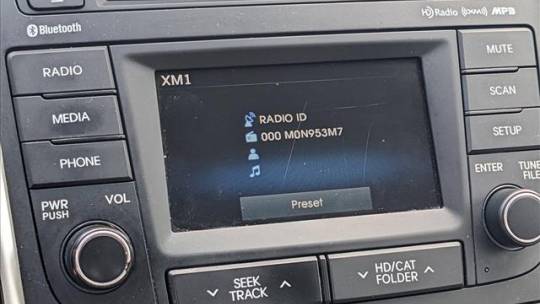 HD Radio ((XM)) MP3
Bluetooth
RADIO
MEDIA
PHONE
PWR
PUSH
VOL
XM1
RADIO ID
000 M0N953M7
Preset
SEEK
TRACK
HD/CAT
FOLDER
MUTE
SCAN
SETUP
ENTER
TUNE
FILE